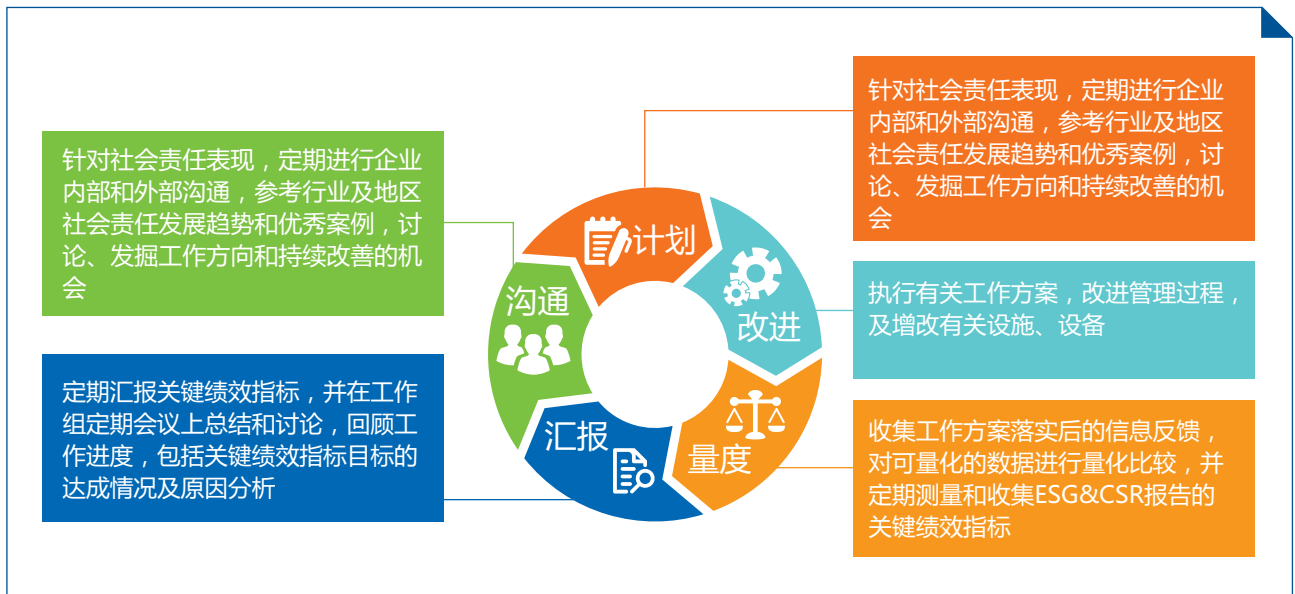 针对社会责任表现，定期进行企业
内部和外部沟通，参考行业及地区
社会责任发展趋势和优秀案例，讨
论、发掘工作方向和持续改善的机
会
定期汇报关键绩效指标，并在工作
组定期会议上总结和讨论，回顾工
作进度，包括关键绩效指标目标的
达成情况及原因分析
计划
沟通
改进
汇报
量度
针对社会责任表现，定期进行企业
内部和外部沟通，参考行业及地区
社会责任发展趋势和优秀案例，讨
论、发掘工作方向和持续改善的机
会
执行有关工作方案，改进管理过程，
及增改有关设施、设备
收集工作方案落实后的信息反馈，
对可量化的数据进行量化比较，并
定期测量和收集ESG&CSR报告的
关键绩效指标